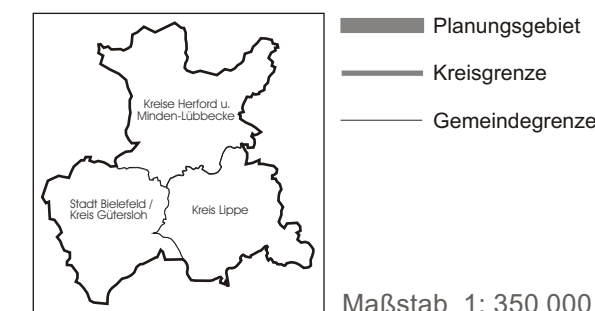 Kreise Herford u.
Minden-Lübbecke
Stadt Bielefeld /
Kreis Gütersloh
Kreis Lippe
Planungsgebiet
Kreisgrenze
Gemeindegrenze
Maßstab 1: 350 000